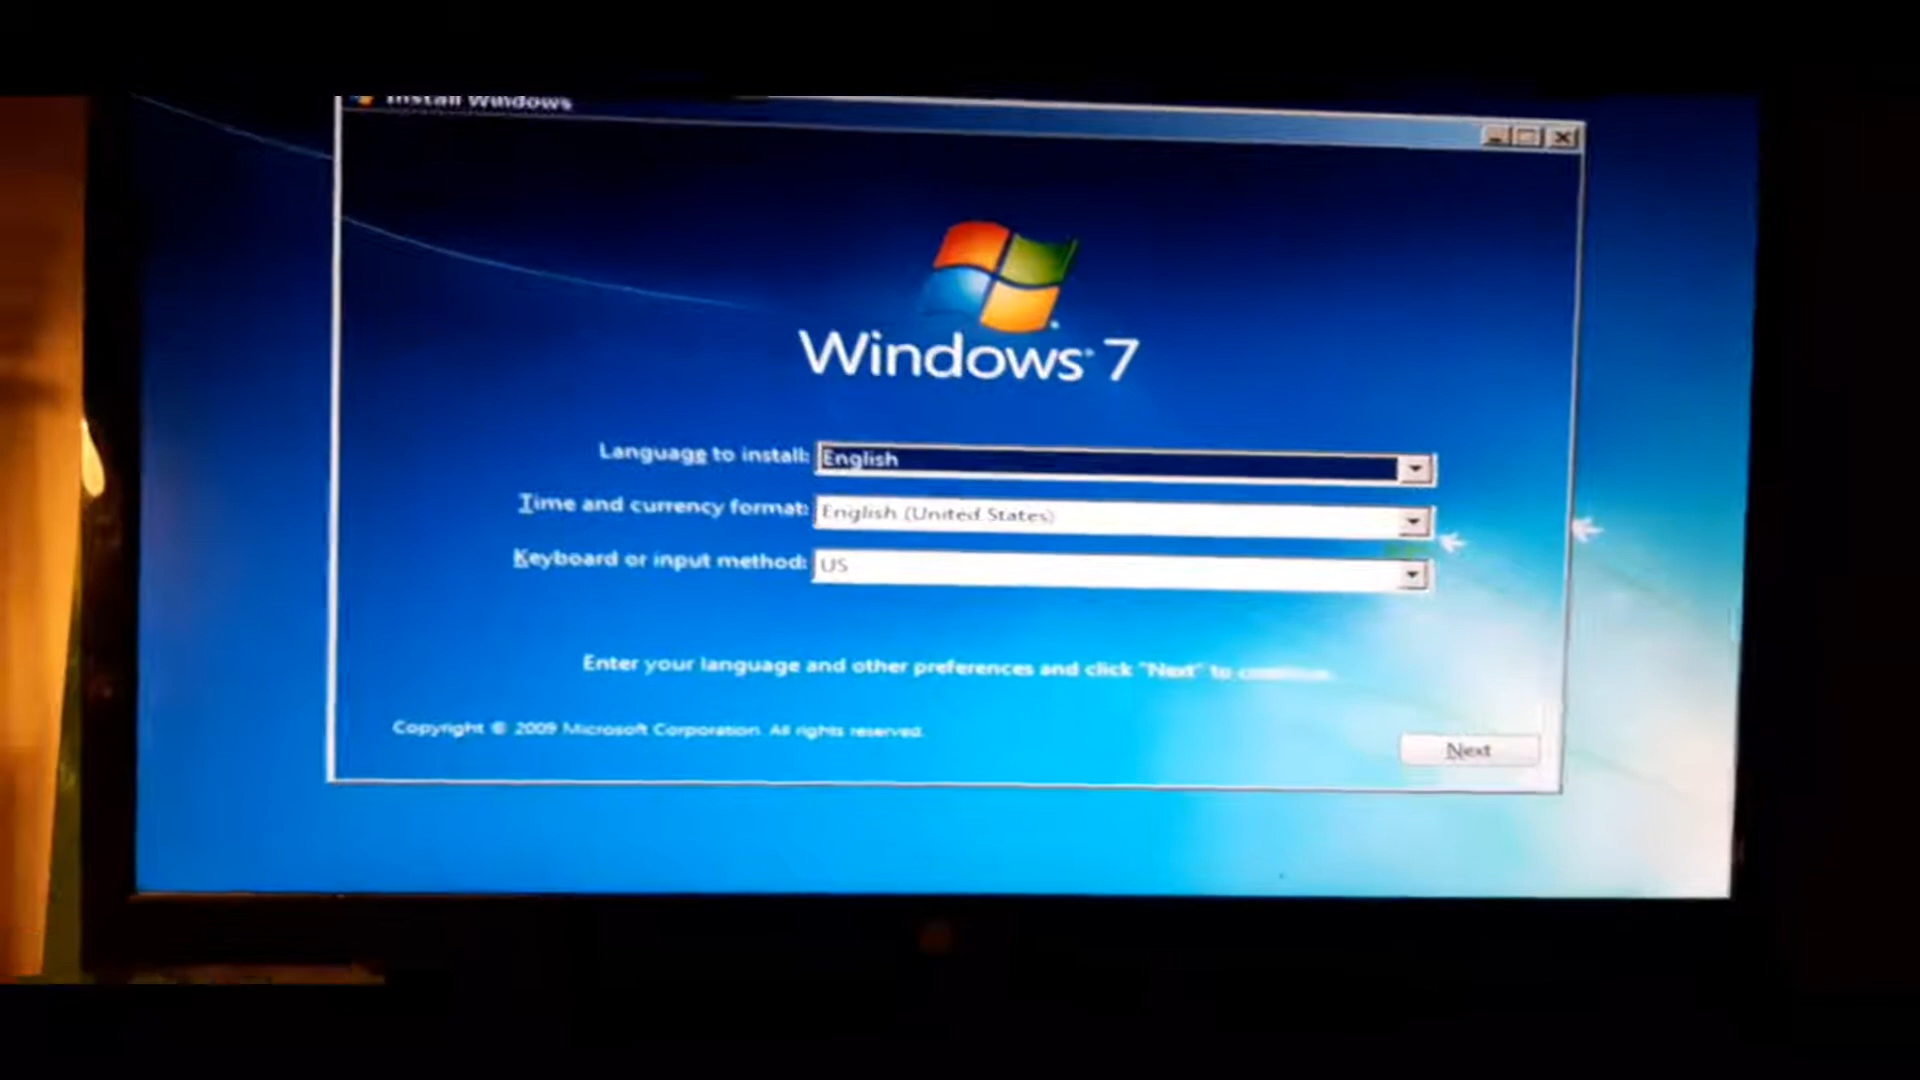 Install Windows
Windows 7
Language to install: English
Time and currency format: English (United States)
Keyboard or input method: US
Enter your language and other preferences and click "Next" to continue.
Copyright © 2009 Microsoft Corporation. All rights reserved.
Next